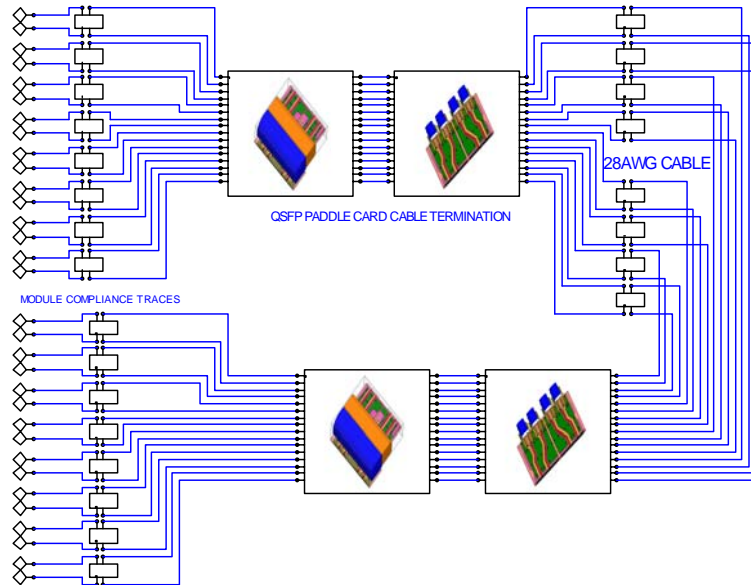 28AWG CABLE
QSFP PADDLE CARD CABLE TERMINATION
MODULE COMPLIANCE TRACES